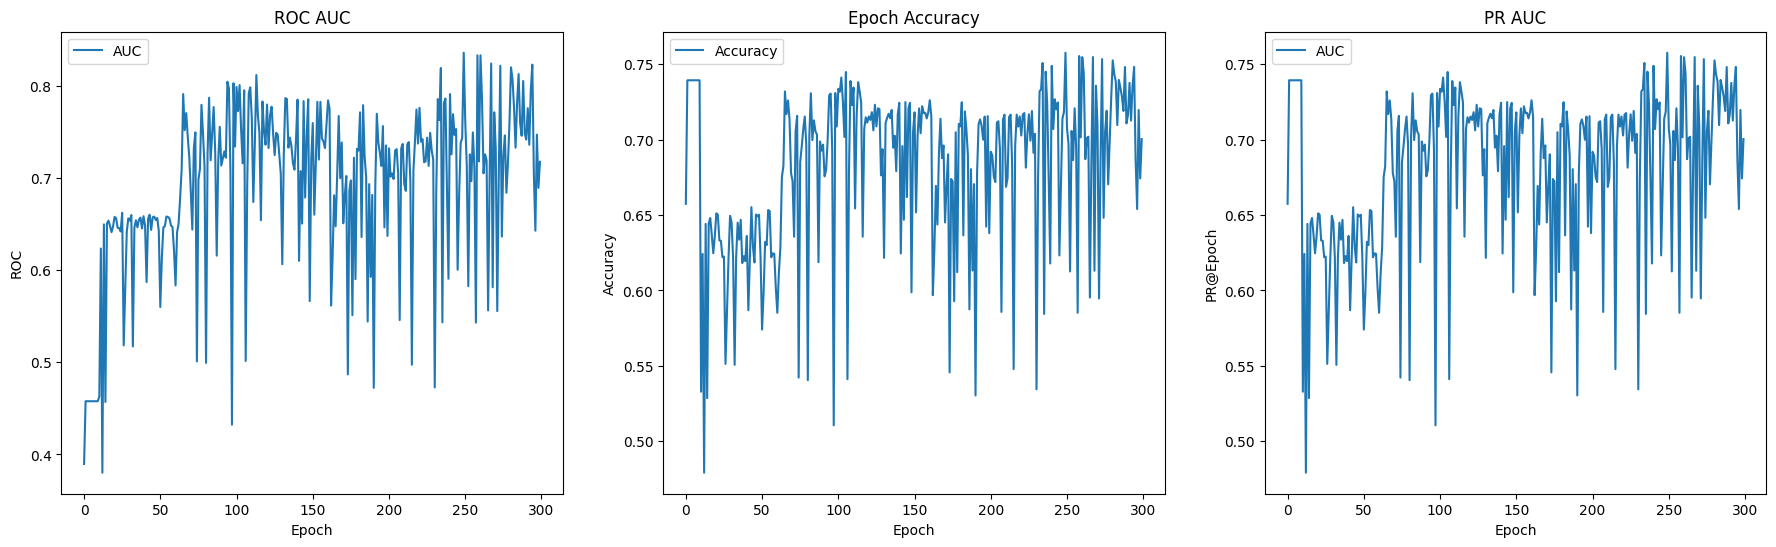 ROC AUC
AUC
ROC
0.8
0.7
0.6
0.5
0.4
0 50 100 150 200 250 300
Epoch
Epoch Accuracy
Accuracy
Accuracy
0.75
0.70
0.65
0.60
0.55
0.50
0 50 100 150 200 250 300
Epoch
PR AUC
AUC
PR@Epoch
0.75
0.70
0.65
0.60
0.55
0.50
0 50 100 150 200 250 300
Epoch